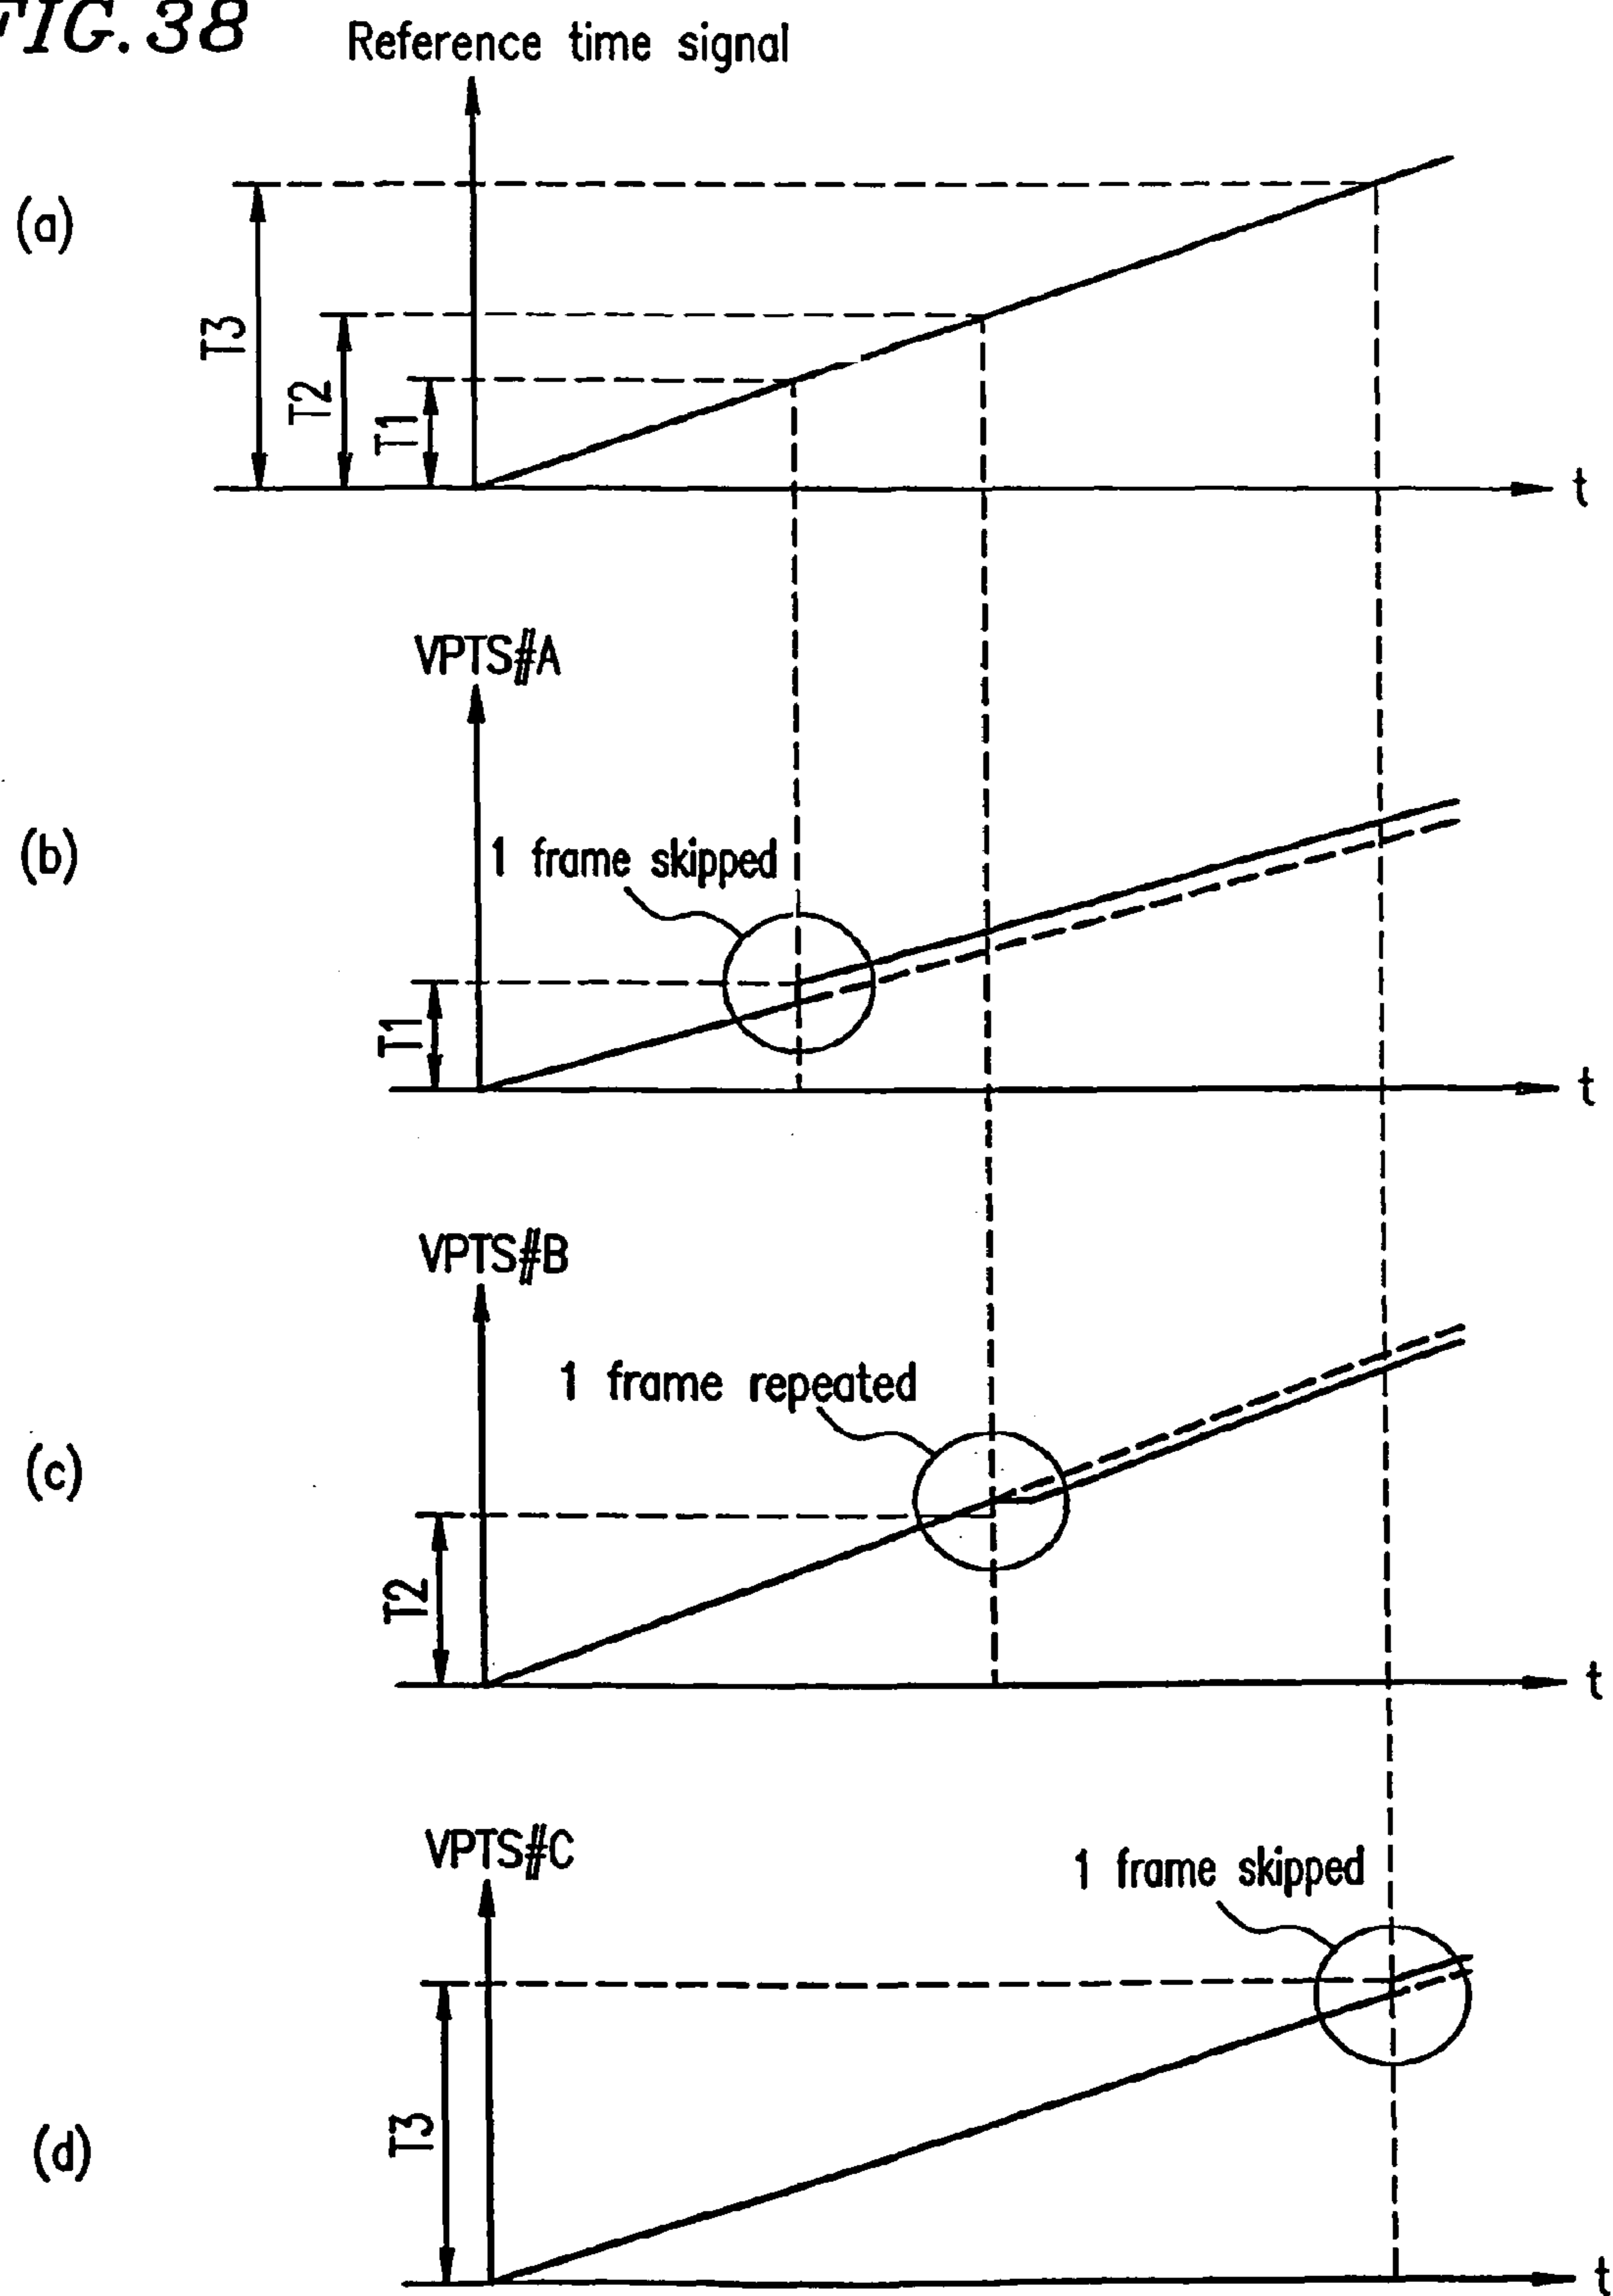 FIG. 38
Reference time signal
(a)
T3
T2
T1
t
VPTS#A
(b)
1 frame skipped
T1
t
VPTS#B
1 frame repeated
(c)
T2
t
VPTS#C
1 frame skipped
T3
(d)
t